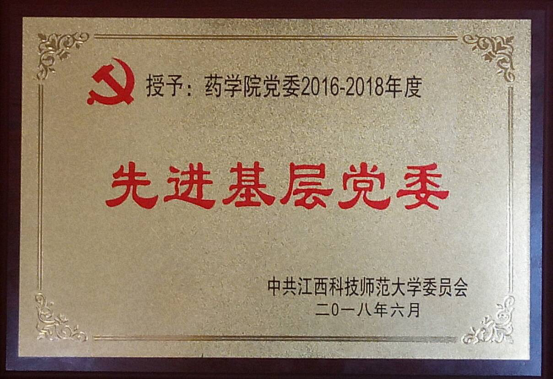 授予：药学院党委2016-2018年度
先进基层党委
中共江西科技师范大学委员会
二〇一八年六月